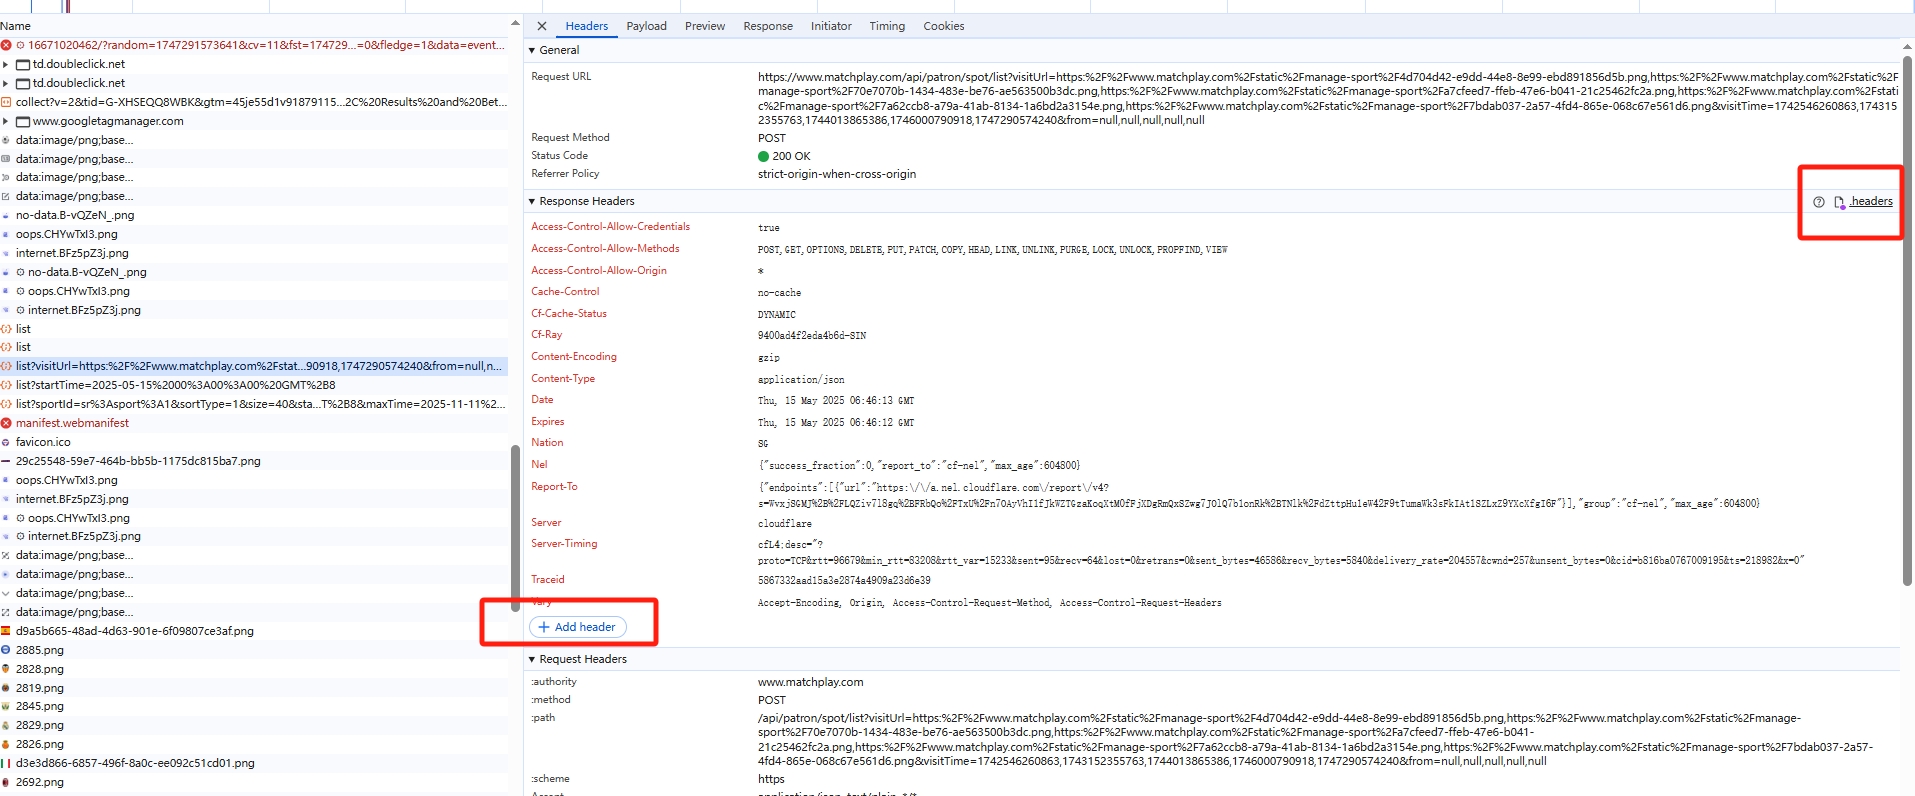 Name
16671020462/?random=1747291573641&cv=11&fst=174729...=0&fledge=1&data=event...
td.doubleclick.net
td.doubleclick.net
collect?v=2&tid=G-XHSEQQ8WBK&gtm=45je55d1v91879115...2C%20Results%20and%20Bet...
www.googletagmanager.com
data:image/png;base...
data:image/png;base...
data:image/png;base...
data:image/png;base...
no-data.B-vQZeN_.png
oops.CHYwTxI3.png
internet.BFz5pZ3j.png
no-data.B-vQZeN_.png
oops.CHYwTxI3.png
internet.BFz5pZ3j.png
list
list
list?visitUrl=https:%2F%2Fwww.matchplay.com%2Fstat...90918,1747290574240&from=null,n...
list?startTime=2025-05-15%2000%3A00%3A00%20GMT%2B8
list?sportId=sr%3Asport%3A1&sortType=1&size=40&sta...T%2B8&maxTime=2025-11-11%2...
manifest.webmanifest
favicon.ico
29c25548-59e7-464b-bb5b-1175dc815ba7.png
oops.CHYwTxI3.png
internet.BFz5pZ3j.png
oops.CHYwTxI3.png
internet.BFz5pZ3j.png
data:image/png;base...
data:image/png;base...
data:image/png;base...
data:image/png;base...
d9a5b665-48ad-4d63-901e-6f09807ce3af.png
2885.png
2828.png
2819.png
2845.png
2829.png
2826.png
d3e3d866-6857-496f-8a0c-ee092c51cd01.png
2692.png
Headers Payload Preview Response Initiator Timing Cookies
General
Request URL
https://www.matchplay.com/api/patron/spot/list?visitUrl=https:%2F%2Fwww.matchplay.com%2Fstatic%2Fmanage-sport%2F4d704d42-e9dd-44e8-8e99-ebd891856d5b.png,https:%2F%2Fwww.matchplay.com%2Fstatic%2F
manage-sport%2F70e7070b-1434-483e-be76-ae563500b3dc.png,https:%2F%2Fwww.matchplay.com%2Fstatic%2Fmanage-sport%2Fa7cfeed7-ffeb-47e6-b041-21c25462fc2a.png,https:%2F%2Fwww.matchplay.com%2Fstati
c%2Fmanage-sport%2F7a62ccb8-a79a-41ab-8134-1a6bd2a3154e.png,https:%2F%2Fwww.matchplay.com%2Fstatic%2Fmanage-sport%2F7bdab037-2a57-4fd4-865e-068c67e561d6.png&visitTime=1742546260863,174315
2355763,1744013865386,1746000790918,1747290574240&from=null,null,null,null,null
Request Method POST
Status Code 200 OK
Referrer Policy strict-origin-when-cross-origin
Response Headers .headers
Access-Control-Allow-Credentials true
Access-Control-Allow-Methods POST,GET,OPTIONS,DELETE,PUT,PATCH,COPY,HEAD,LINK,UNLINK,PURGE,LOCK,UNLOCK,PROPFIND,VIEW
Access-Control-Allow-Origin *
Cache-Control no-cache
Cf-Cache-Status DYNAMIC
Cf-Ray 9400ad4f2eda4b6d-SIN
Content-Encoding gzip
Content-Type application/json
Date Thu, 15 May 2025 06:46:13 GMT
Expires Thu, 15 May 2025 06:46:12 GMT
Nation SG
Nel {"success_fraction":0,"report_to":"cf-nel","max_age":604800}
Report-To {"endpoints":[{"url":"https:\/\/a.nel.cloudflare.com\/report\/v4?
Server cloudflare
Server-Timing cfL4;desc="?
proto=TCP&rtt=96679&min_rtt=83208&rtt_var=15233&sent=95&recv=64&lost=0&retrans=0&sent_bytes=46586&recv_bytes=5840&delivery_rate=204557&cwnd=257&unsent_bytes=0&cid=b816ba0767009195&ts=218982&x=0"
Traceid 5867332aad15a3e2874a4909a23d6e39
Vary Accept-Encoding, Origin, Access-Control-Request-Method, Access-Control-Request-Headers
Add header
Request Headers
:authority www.matchplay.com
:method POST
:path /api/patron/spot/list?visitUrl=https:%2F%2Fwww.matchplay.com%2Fstatic%2Fmanage-sport%2F4d704d42-e9dd-44e8-8e99-ebd891856d5b.png,https:%2F%2Fwww.matchplay.com%2Fstatic%2Fmanage-
sport%2F70e7070b-1434-483e-be76-ae563500b3dc.png,https:%2F%2Fwww.matchplay.com%2Fstatic%2Fmanage-sport%2Fa7cfeed7-ffeb-47e6-b041-
21c25462fc2a.png,https:%2F%2Fwww.matchplay.com%2Fstatic%2Fmanage-sport%2F7a62ccb8-a79a-41ab-8134-1a6bd2a3154e.png,https:%2F%2Fwww.matchplay.com%2Fstatic%2Fmanage-sport%2F7bdab037-2a57-
4fd4-865e-068c67e561d6.png&visitTime=1742546260863,1743152355763,1744013865386,1746000790918,1747290574240&from=null,null,null,null,null
:scheme https